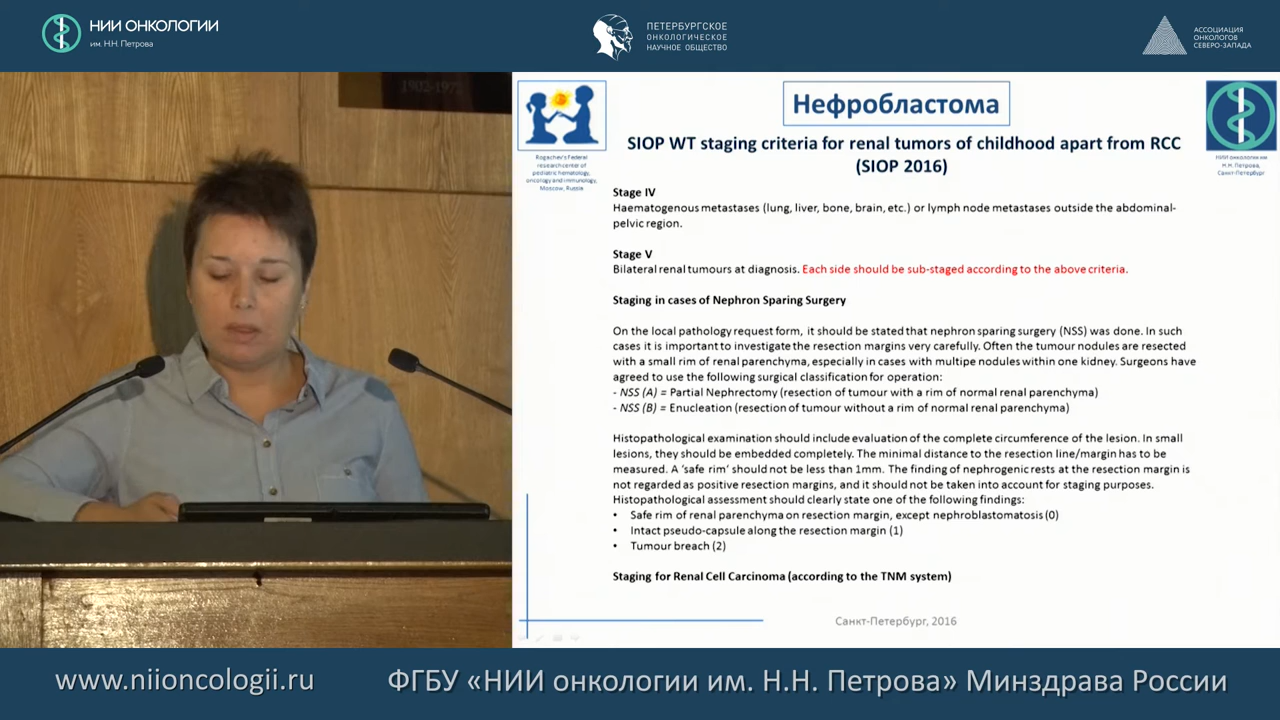 НИИ ОНКОЛОГИИ
им. Н.Н. Петрова
ПЕТЕРБУРГСКОЕ
ОНКОЛОГИЧЕСКОЕ
НАУЧНОЕ ОБЩЕСТВО
АССОЦИАЦИЯ
ОНКОЛОГОВ
СЕВЕРО-ЗАПАДА
Нефробластома
SIOP WT staging criteria for renal tumors of childhood apart from RCC
(SIOP 2016)
Rogachev's Federal
research center of
pediatric hematology,
oncology and immunology,
Moscow, Russia
НИИ онкологии им
Н.Н. Петрова,
Санкт-Петербург
Stage IV
Haematogenous metastases (lung, liver, bone, brain, etc.) or lymph node metastases outside the abdominal-
pelvic region.
Stage V
Bilateral renal tumours at diagnosis. Each side should be sub-staged according to the above criteria.
Staging in cases of Nephron Sparing Surgery
On the local pathology request form, it should be stated that nephron sparing surgery (NSS) was done. In such
cases it is important to investigate the resection margins very carefully. Often the tumour nodules are resected
with a small rim of renal parenchyma, especially in cases with multipe nodules within one kidney. Surgeons have
agreed to use the following surgical classification for operation:
- NSS (A) = Partial Nephrectomy (resection of tumour with a rim of normal renal parenchyma)
- NSS (B) = Enucleation (resection of tumour without a rim of normal renal parenchyma)
Histopathological examination should include evaluation of the complete circumference of the lesion. In small
lesions, they should be embedded completely. The minimal distance to the resection line/margin has to be
measured. A ‘safe rim’ should not be less than 1mm. The finding of nephrogenic rests at the resection margin is
not regarded as positive resection margins, and it should not be taken into account for staging purposes.
Histopathological assessment should clearly state one of the following findings:
• Safe rim of renal parenchyma on resection margin, except nephroblastomatosis (0)
• Intact pseudo-capsule along the resection margin (1)
• Tumour breach (2)
Staging for Renal Cell Carcinoma (according to the TNM system)
Санкт-Петербург, 2016
www.niioncologii.ru
ФГБУ «НИИ онкологии им. Н.Н. Петрова» Минздрава России